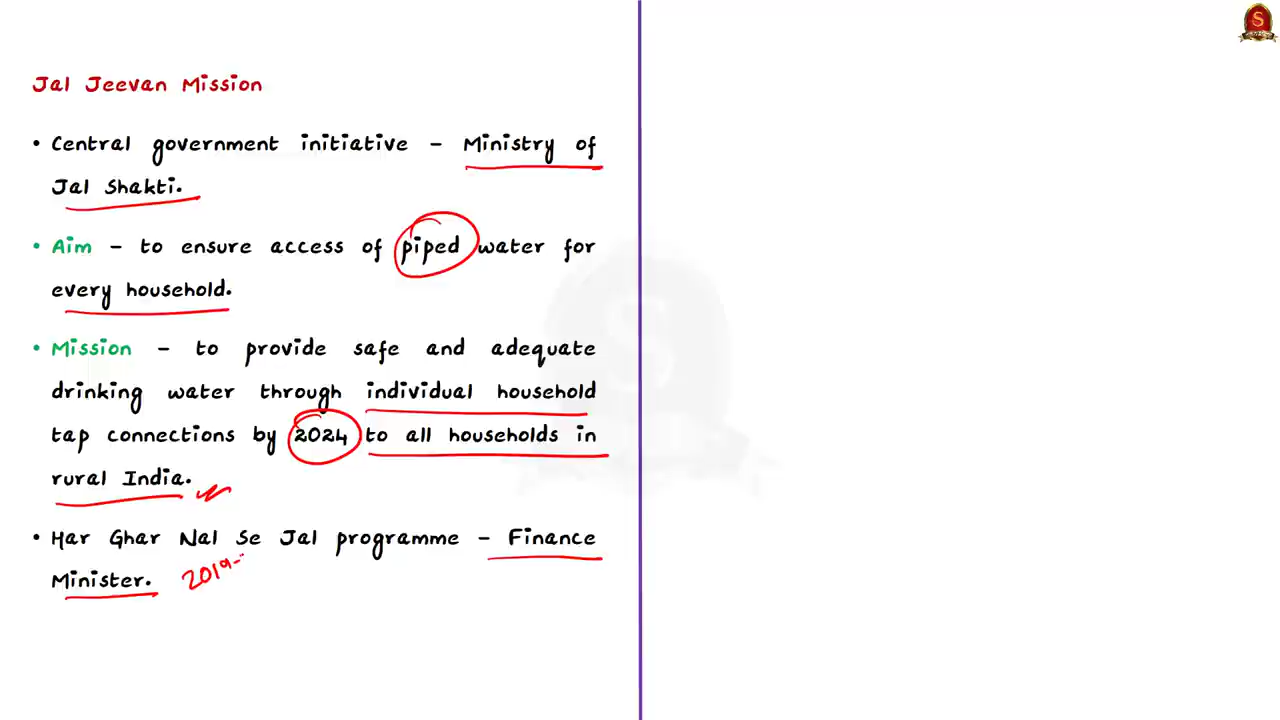 Jal Jeevan Mission
• Central government initiative – Ministry of
Jal Shakti.
• Aim – to ensure access of piped water for
every household.
• Mission – to provide safe and adequate
drinking water through individual household
tap connections by 2024 to all households in
rural India.
• Har Ghar Nal Se Jal programme – Finance
Minister. 2019-
S